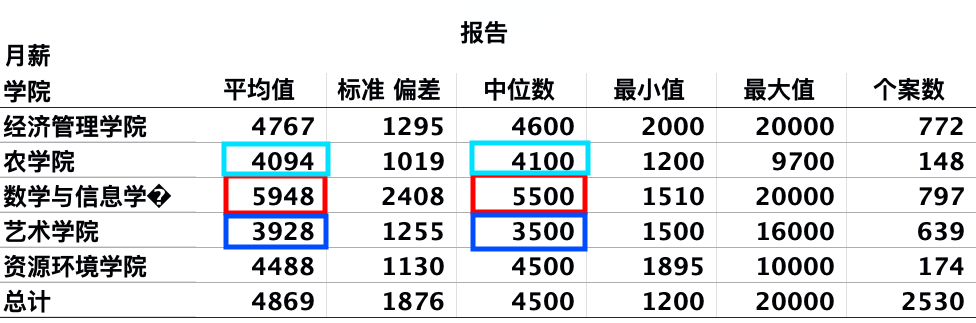 报告
月薪
学院 平均值 标准 偏差 中位数 最小值 最大值 个案数
经济管理学院 4767 1295 4600 2000 20000 772
农学院 4094 1019 4100 1200 9700 148
数学与信息学� 5948 2408 5500 1510 20000 797
艺术学院 3928 1255 3500 1500 16000 639
资源环境学院 4488 1130 4500 1895 10000 174
总计 4869 1876 4500 1200 20000 2530